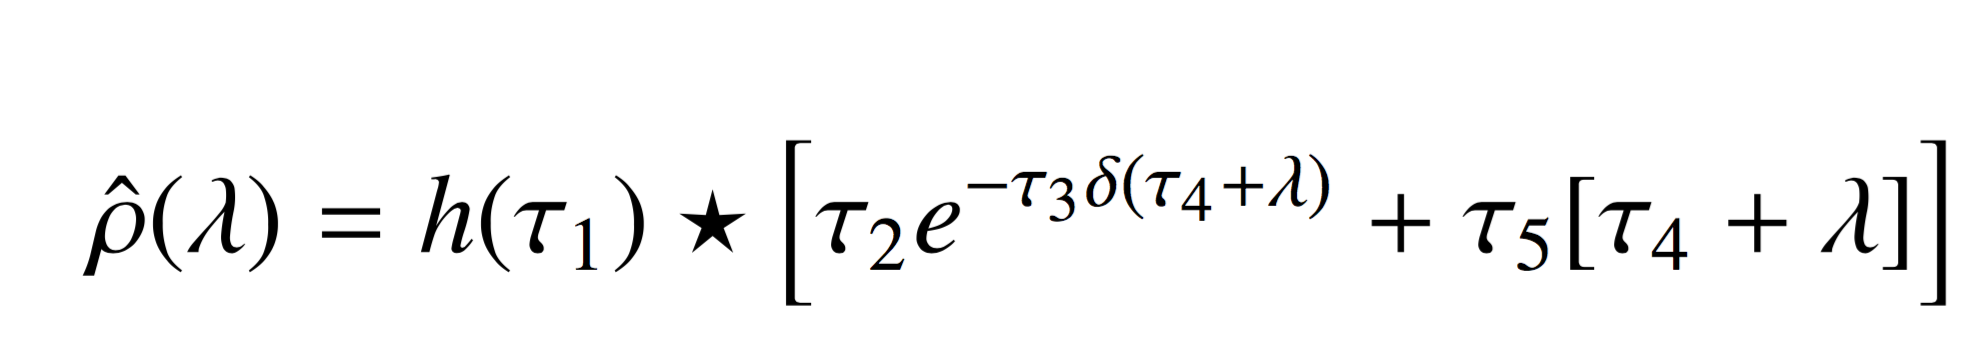 ρ̂(λ) = h(τ₁) ★ [τ₂e^{−τ₃δ(τ₄+λ)} + τ₅[τ₄ + λ]]